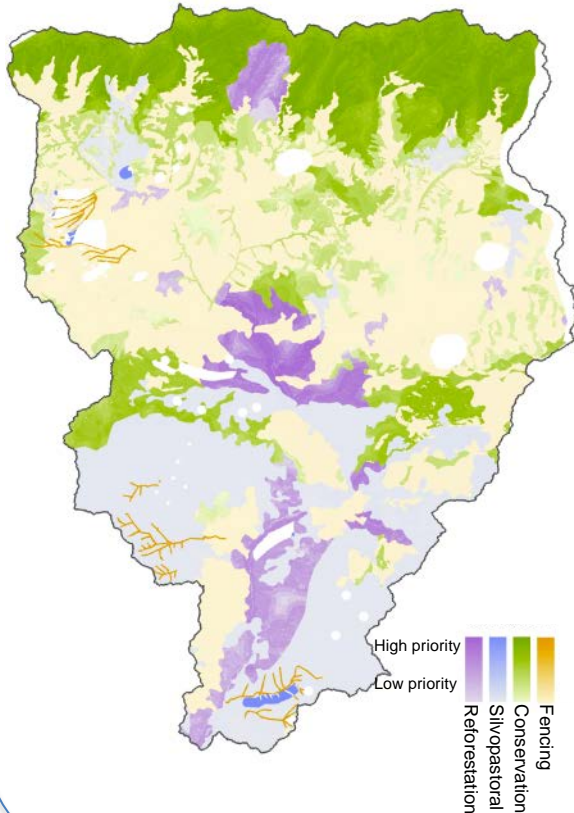 High priority
Low priority
Reforestation
Silvopastoral
Conservation
Fencing